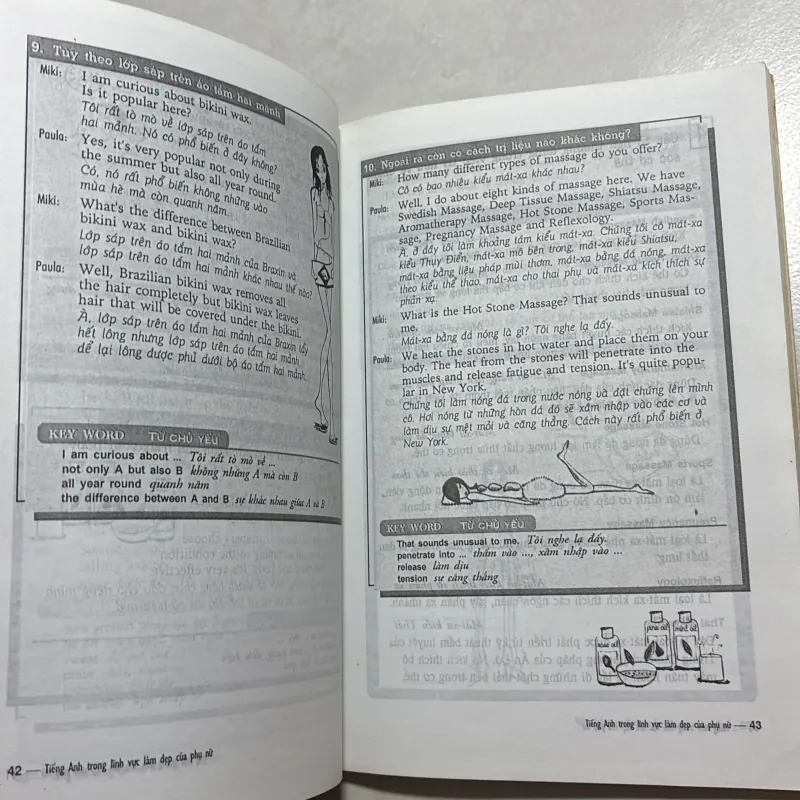 9. Tùy theo lớp sáp trên áo tắm hai mảnh
Miki: I am curious about bikini wax.
Is it popular here?
Tôi rất tò mò về lớp sáp trên áo tắm
hai mảnh. Nó có phổ biến ở đây không?
Paula: Yes, it's very popular not only during
the summer but also all year round.
Có, nó rất phổ biến không những vào
mùa hè mà còn quanh năm.
Miki: What's the difference between Brazilian
bikini wax and bikini wax?
Lớp sáp trên áo tắm hai mảnh của Braxin và
lớp sáp trên áo tắm hai mảnh khác nhau thế nào?
Paula: Well, Brazilian bikini wax removes all
the hair completely but bikini wax leaves
hair that will be covered under the bikini.
À, lớp sáp trên áo tắm hai mảnh của Braxin tẩy
hết lông nhưng lớp sáp trên áo tắm hai mảnh
để lại lông được phủ dưới bộ áo tắm hai mảnh.
KEY WORD TỪ CHỦ YẾU
I am curious about ... Tôi rất tò mò về ...
not only A but also B không những A mà còn B
all year round quanh năm
the difference between A and B sự khác nhau giữa A và B
42 — Tiếng Anh trong lĩnh vực làm đẹp của phụ nữ
10. Ngoài ra còn có cách trị liệu nào khác không?
Miki: How many different types of massage do you offer?
Cô có bao nhiêu kiểu mát-xa khác nhau?
Paula: Well, I do about eight kinds of massage here. We have
Swedish Massage, Deep Tissue Massage, Shiatsu Massage,
Aromatherapy Massage, Hot Stone Massage, Sports Mas-
sage, Pregnancy Massage and Reflexology.
À, ở đây tôi làm khoảng tám kiểu mát-xa. Chúng tôi có mát-xa
kiểu Thụy Điển, mát-xa mô bên trong, mát-xa kiểu Shiatsu,
mát-xa bằng liệu pháp mùi thơm, mát-xa bằng đá nóng, mát-xa
theo kiểu thể thao, mát-xa cho thai phụ và mát-xa kích thích sự
phản xạ.
Miki: What is the Hot Stone Massage? That sounds unusual to
me.
Mát-xa bằng đá nóng là gì? Tôi nghe lạ đấy.
Paula: We heat the stones in hot water and place them on your
body. The heat from the stones will penetrate into the
muscles and release fatigue and tension. It's quite popu-
lar in New York.
Chúng tôi làm nóng đá trong nước nóng và đặt chúng lên mình
cô. Hơi nóng từ những hòn đá đó sẽ xâm nhập vào các cơ và
làm dịu sự mệt mỏi và căng thẳng. Cách này rất phổ biến ở
New York.
KEY WORD TỪ CHỦ YẾU
That sounds unusual to me. Tôi nghe lạ đấy.
penetrate into ... thấm vào ..., xâm nhập vào ...
release làm dịu
tension sự căng thẳng
rose oil
pine oil
mint oil
Tiếng Anh trong lĩnh vực làm đẹp của phụ nữ — 43